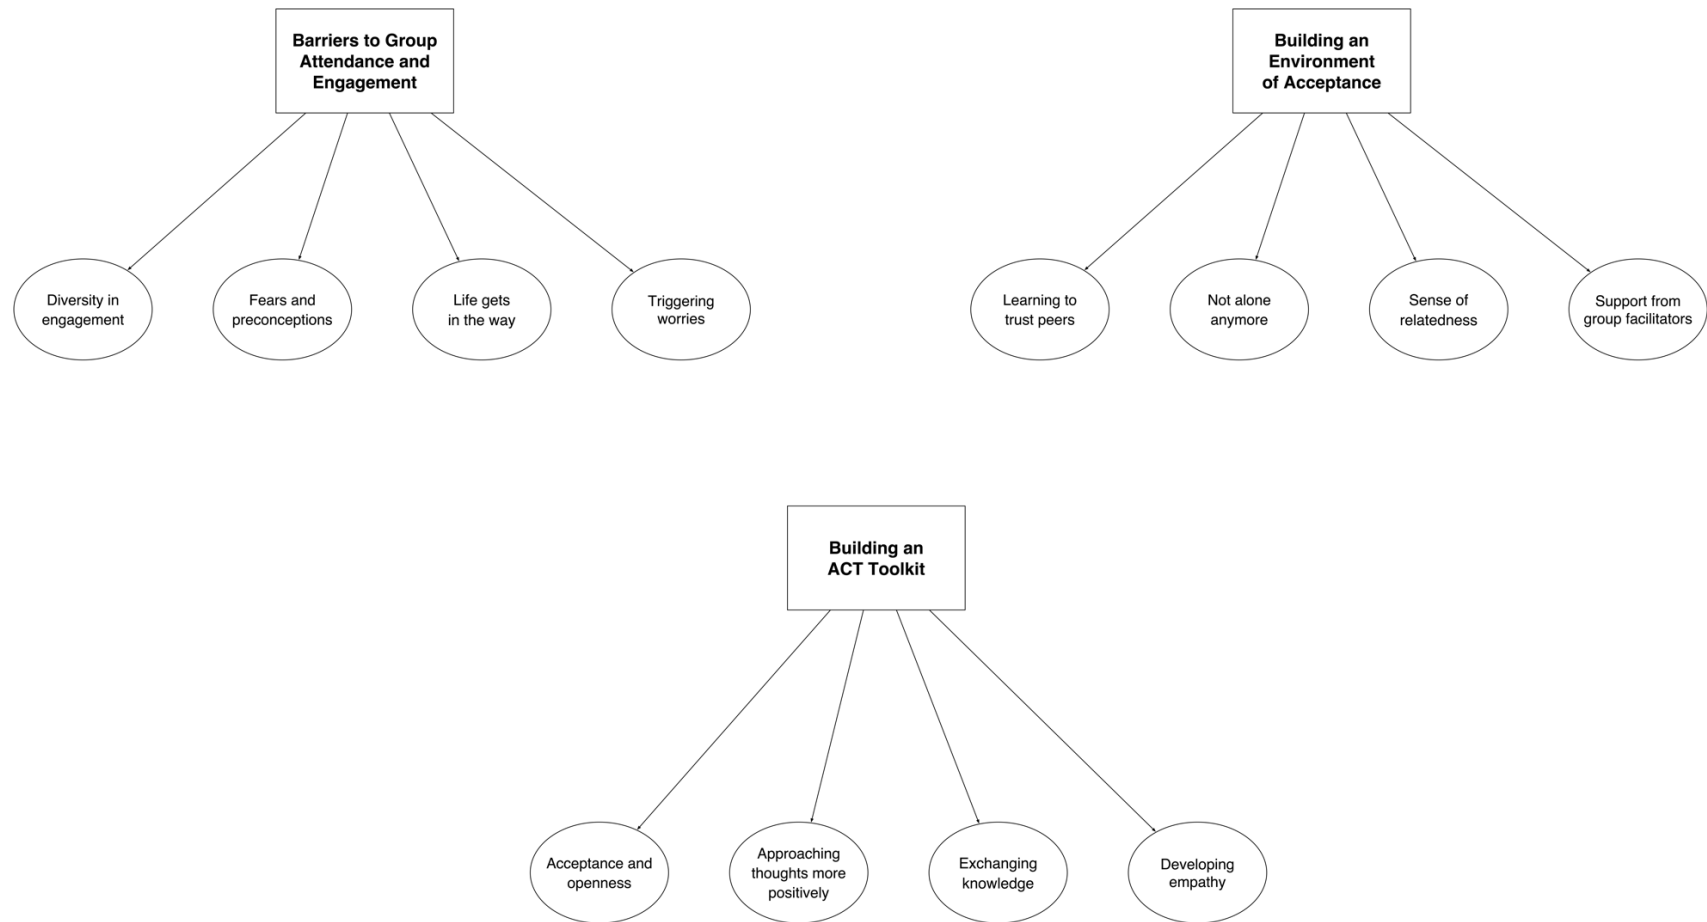 Barriers to Group
Attendance and
Engagement
Building an
Environment
of Acceptance
Diversity in
engagement
Fears and
preconceptions
Life gets
in the way
Triggering
worries
Learning to
trust peers
Not alone
anymore
Sense of
relatedness
Support from
group facilitators
Building an
ACT Toolkit
Acceptance and
openness
Approaching
thoughts more
positively
Exchanging
knowledge
Developing
empathy